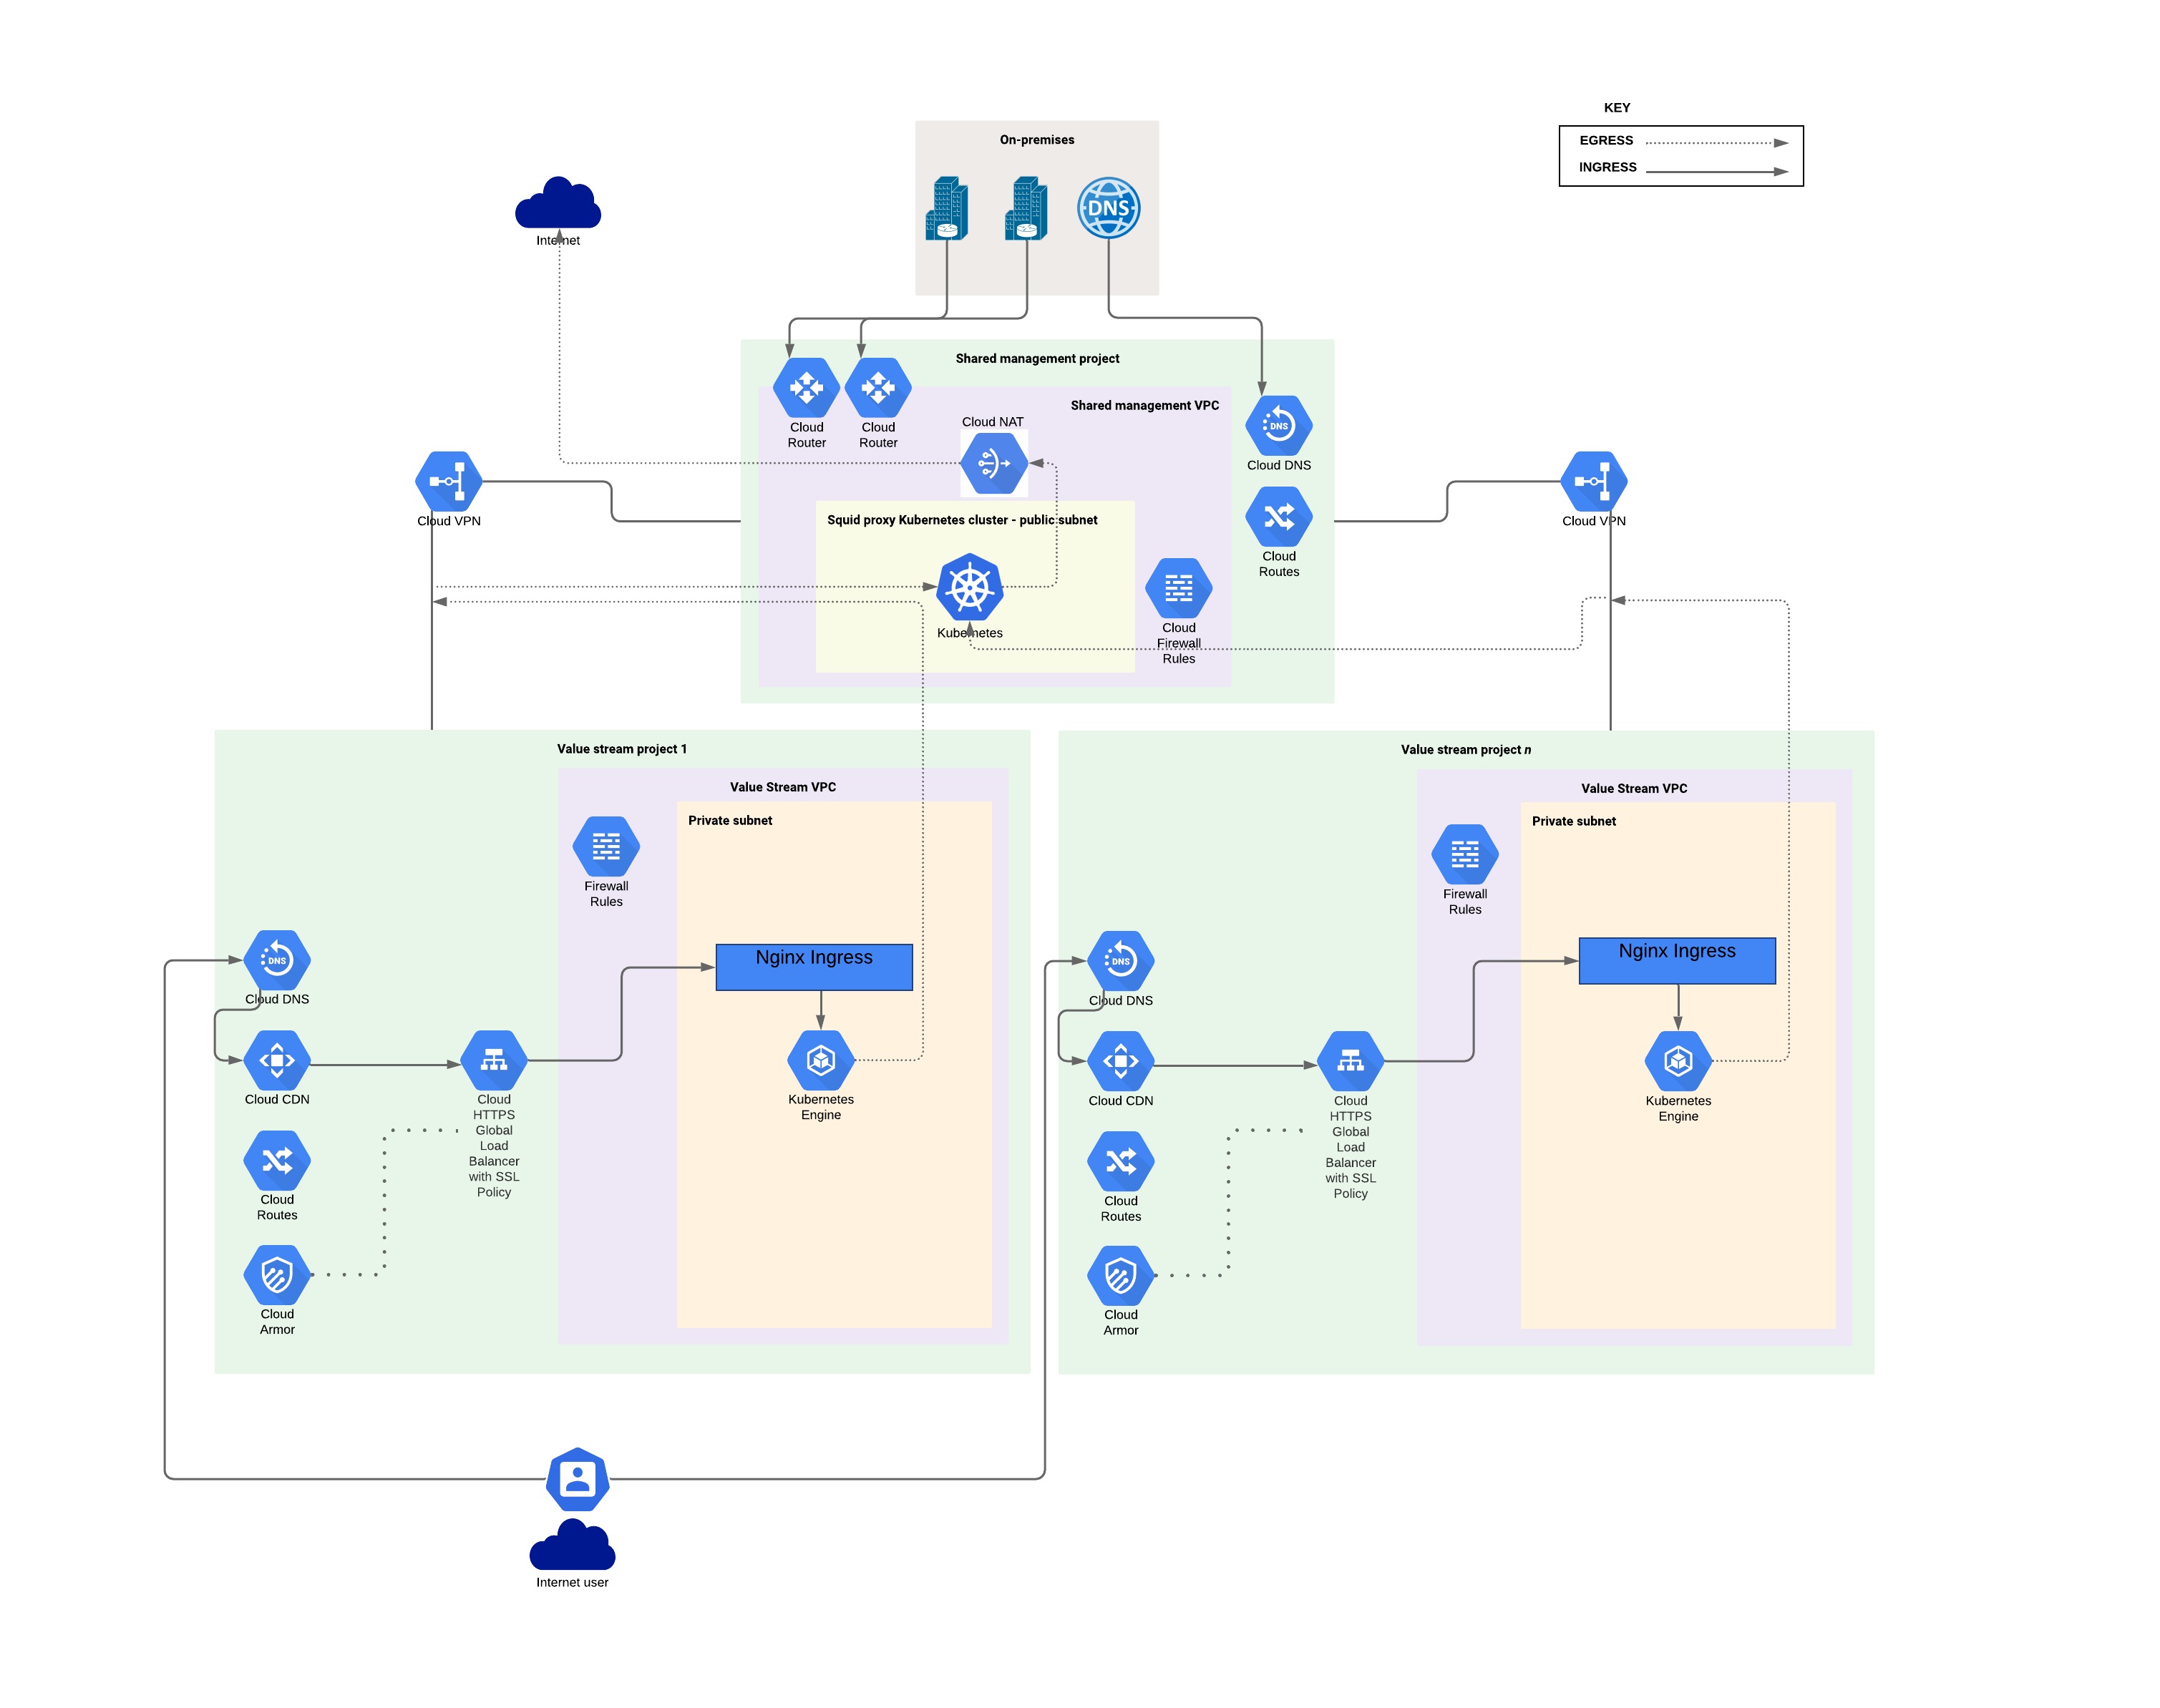 KEY
EGRESS
INGRESS
On-premises
DNS
Internet
Shared management project
Shared management VPC
Cloud
Router
Cloud
Router
Cloud NAT
DNS
Cloud DNS
Cloud VPN
Cloud VPN
Squid proxy Kubernetes cluster - public subnet
Cloud
Routes
Kubernetes
Cloud
Firewall
Rules
Value stream project 1
Value Stream VPC
Private subnet
Firewall
Rules
Nginx Ingress
DNS
Cloud DNS
Cloud CDN
Cloud
HTTPS
Global
Load
Balancer
with SSL
Policy
Kubernetes
Engine
Cloud
Routes
Cloud
Armor
Value stream project n
Value Stream VPC
Private subnet
Firewall
Rules
Nginx Ingress
DNS
Cloud DNS
Cloud CDN
Cloud
HTTPS
Global
Load
Balancer
with SSL
Policy
Kubernetes
Engine
Cloud
Routes
Cloud
Armor
Internet user